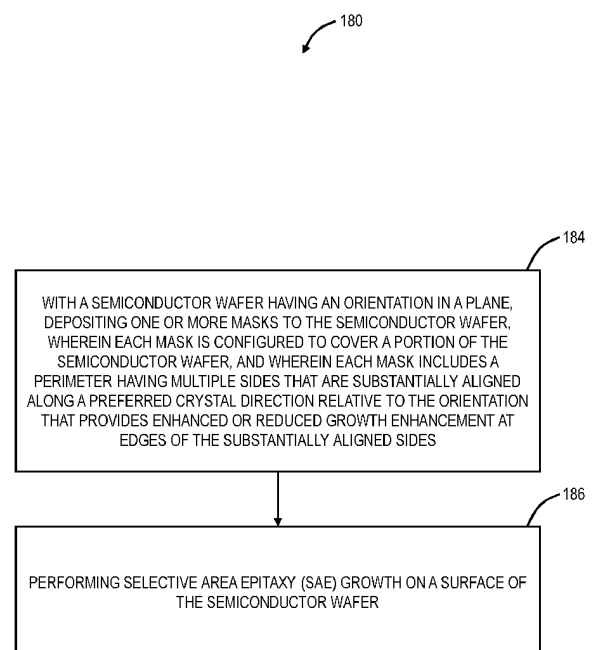 180
184
WITH A SEMICONDUCTOR WAFER HAVING AN ORIENTATION IN A PLANE,
DEPOSITING ONE OR MORE MASKS TO THE SEMICONDUCTOR WAFER,
WHEREIN EACH MASK IS CONFIGURED TO COVER A PORTION OF THE
SEMICONDUCTOR WAFER, AND WHEREIN EACH MASK INCLUDES A
PERIMETER HAVING MULTIPLE SIDES THAT ARE SUBSTANTIALLY ALIGNED
ALONG A PREFERRED CRYSTAL DIRECTION RELATIVE TO THE ORIENTATION
THAT PROVIDES ENHANCED OR REDUCED GROWTH ENHANCEMENT AT
EDGES OF THE SUBSTANTIALLY ALIGNED SIDES
186
PERFORMING SELECTIVE AREA EPITAXY (SAE) GROWTH ON A SURFACE OF
THE SEMICONDUCTOR WAFER